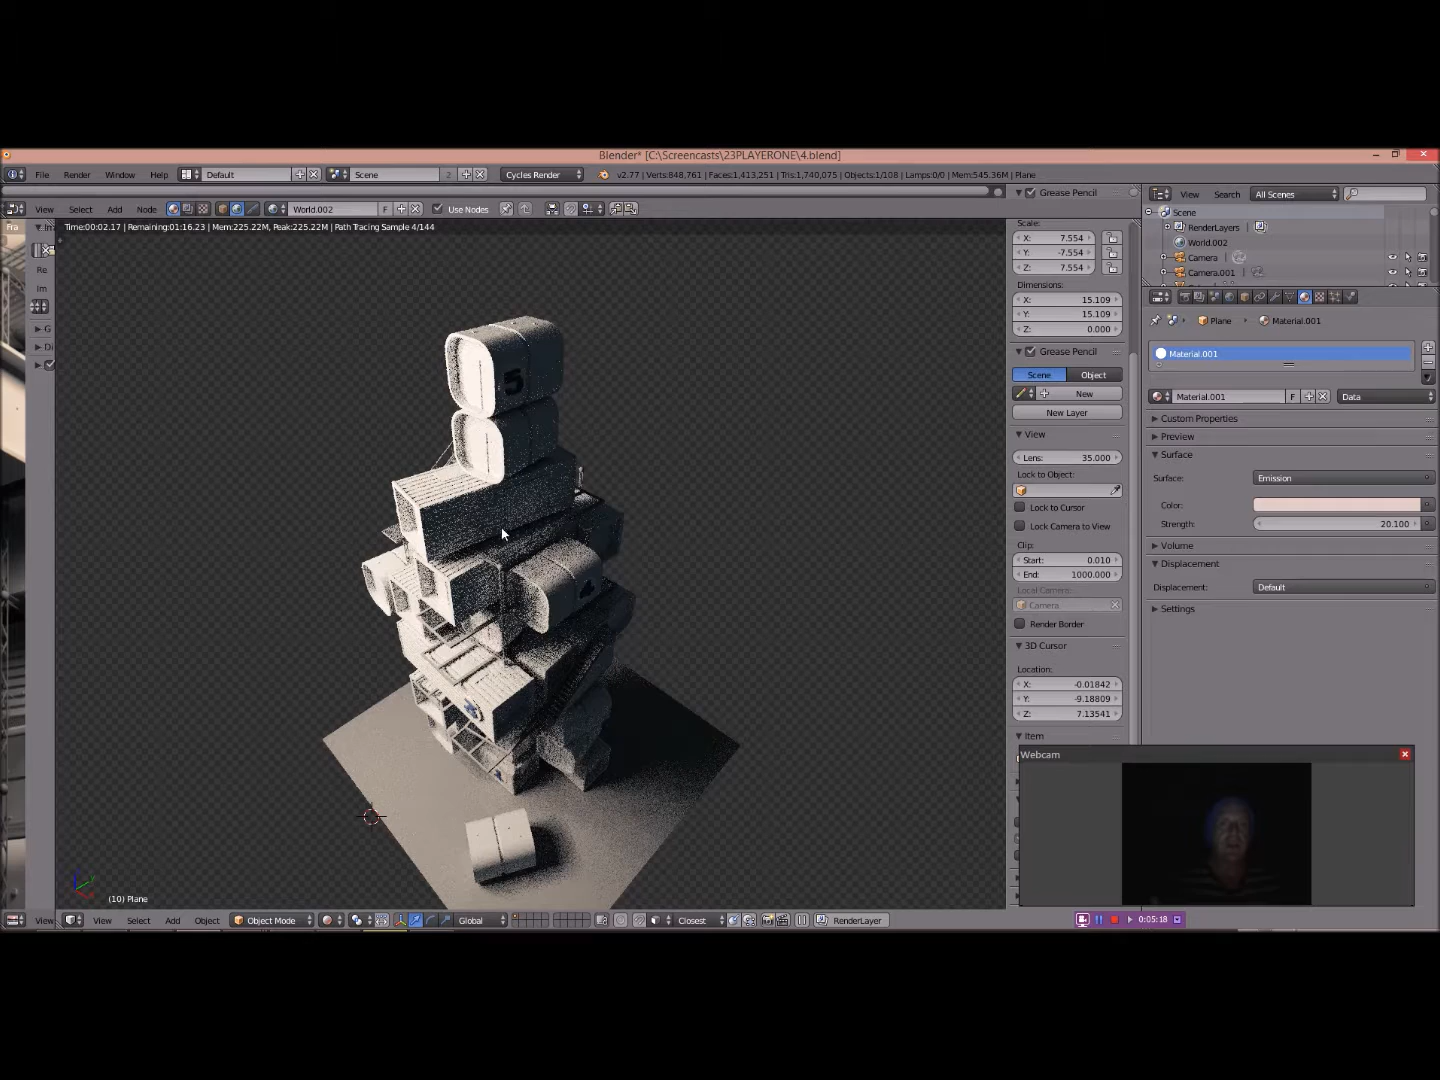 Blender* [C:\Screencasts\23PLAYERONE\4.blend]
File Render Window Help Default Scene 2 Cycles Render v2.77 | Verts:848,761 | Faces:1,413,251 | Tris:1,740,075 | Objects:1/108 | Lamps:0/0 | Mem:545.36M | Plane
View Select Add Node World.002 F Use Nodes
Time:00:02.17 | Remaining:01:16.23 | Mem:225.22M, Peak:225.22M | Path Tracing Sample 4/144
Fra
Re
Im
G
5
(10) Plane
View Select Add Object Object Mode Global Closest RenderLayer
Grease Pencil
Scale:
X: 7.554
Y: -7.554
Z: 7.554
Dimensions:
X: 15.109
Y: 15.109
Z: 0.000
Grease Pencil
Scene Object
New
New Layer
View
Lens: 35.000
Lock to Object:
Lock to Cursor
Lock Camera to View
Clip:
Start: 0.010
End: 1000.000
Local Camera:
Camera
Render Border
3D Cursor
Location:
X: -0.01842
Y: -9.18809
Z: 7.13541
Item
View Search All Scenes
Scene
RenderLayers
World.002
Camera
Camera.001
Plane Material.001
Material.001
Material.001 F Data
Custom Properties
Preview
Surface
Surface: Emission
Color:
Strength: 20.100
Volume
Displacement
Displacement: Default
Settings
Webcam
0:05:18